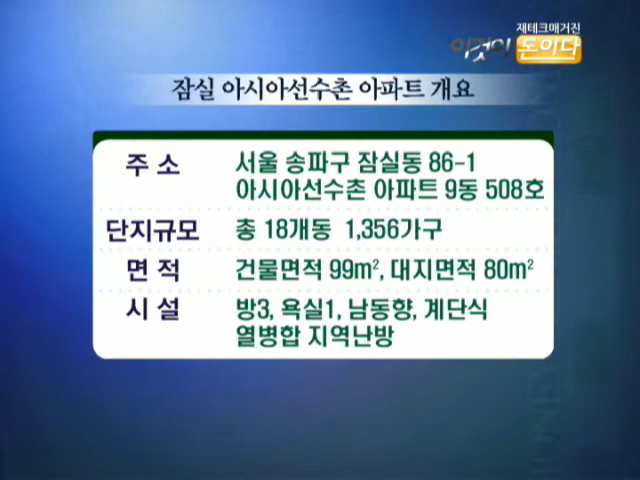 재테크매거진
이것이 돈이다
잠실 아시아선수촌 아파트 개요
주 소 서울 송파구 잠실동 86-1
아시아선수촌 아파트 9동 508호
단지규모 총 18개동 1,356가구
면 적 건물면적 99m², 대지면적 80m²
시 설 방3, 욕실1, 남동향, 계단식
열병합 지역난방